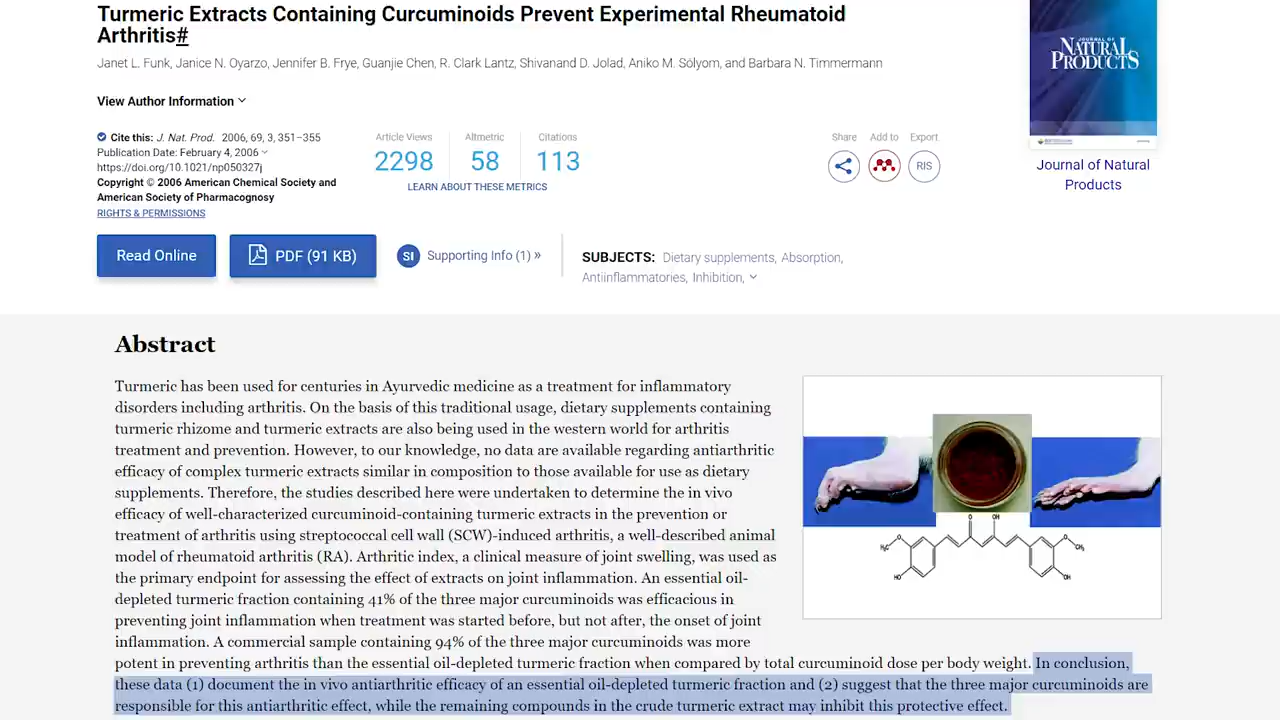 Turmeric Extracts Containing Curcuminoids Prevent Experimental Rheumatoid
Arthritis#
Janet L. Funk, Janice N. Oyarzo, Jennifer B. Frye, Guanjie Chen, R. Clark Lantz, Shivanand D. Jolad, Aniko M. Sólyom, and Barbara N. Timmermann
View Author Information
Cite this: J. Nat. Prod. 2006, 69, 3, 351–355
Publication Date: February 4, 2006
https://doi.org/10.1021/np050327j
Copyright © 2006 American Chemical Society and
American Society of Pharmacognosy
RIGHTS & PERMISSIONS
Article Views
2298
Altmetric
58
Citations
113
LEARN ABOUT THESE METRICS
Share
Add to
Export
RIS
JOURNAL OF
NATURAL
PRODUCTS
Journal of Natural
Products
Read Online
PDF (91 KB)
SI Supporting Info (1) »
SUBJECTS: Dietary supplements, Absorption,
Antiinflammatories, Inhibition,
Abstract
Turmeric has been used for centuries in Ayurvedic medicine as a treatment for inflammatory
disorders including arthritis. On the basis of this traditional usage, dietary supplements containing
turmeric rhizome and turmeric extracts are also being used in the western world for arthritis
treatment and prevention. However, to our knowledge, no data are available regarding antiarthritic
efficacy of complex turmeric extracts similar in composition to those available for use as dietary
supplements. Therefore, the studies described here were undertaken to determine the in vivo
efficacy of well-characterized curcuminoid-containing turmeric extracts in the prevention or
treatment of arthritis using streptococcal cell wall (SCW)-induced arthritis, a well-described animal
model of rheumatoid arthritis (RA). Arthritic index, a clinical measure of joint swelling, was used as
the primary endpoint for assessing the effect of extracts on joint inflammation. An essential oil-
depleted turmeric fraction containing 41% of the three major curcuminoids was efficacious in
preventing joint inflammation when treatment was started before, but not after, the onset of joint
inflammation. A commercial sample containing 94% of the three major curcuminoids was more
potent in preventing arthritis than the essential oil-depleted turmeric fraction when compared by total curcuminoid dose per body weight. In conclusion,
these data (1) document the in vivo antiarthritic efficacy of an essential oil-depleted turmeric fraction and (2) suggest that the three major curcuminoids are
responsible for this antiarthritic effect, while the remaining compounds in the crude turmeric extract may inhibit this protective effect.
O
OH
H₃C
O
O
CH₃
HO
OH